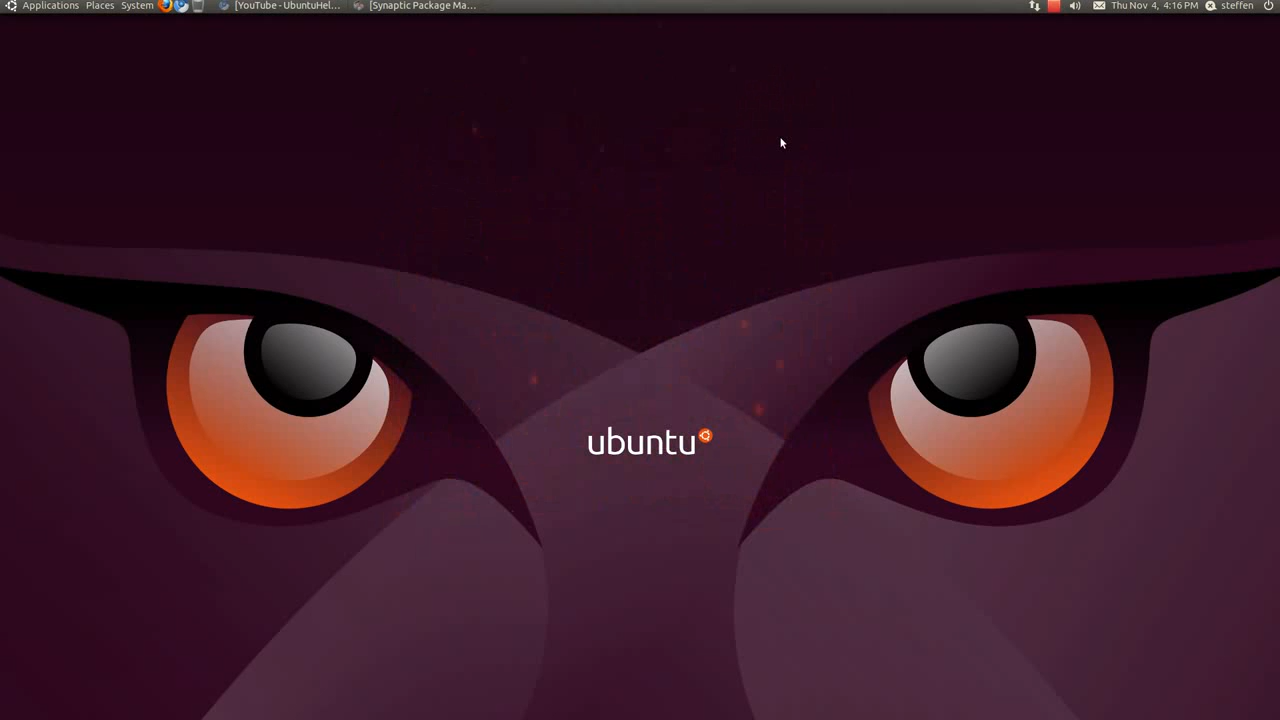 Applications Places System [YouTube - UbuntuHel... [Synaptic Package Ma... Thu Nov 4, 4:16 PM steffen
ubuntu